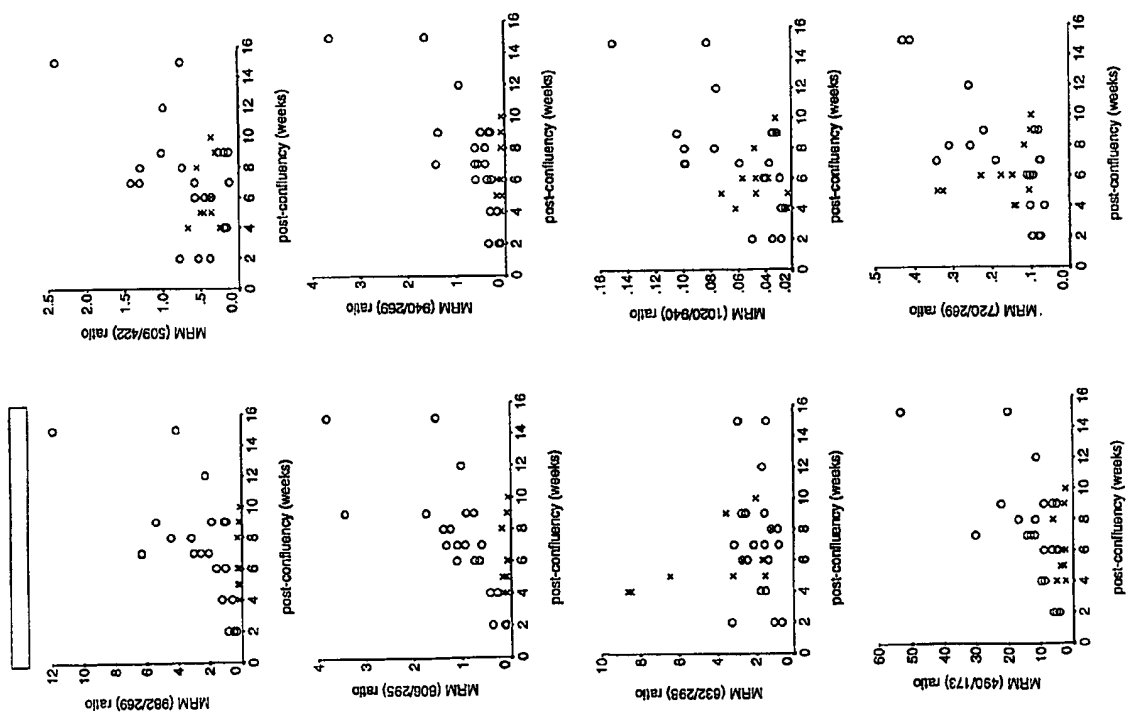 MRM (982/269) ratio
12
10
8
6
4
2
0
0 2 4 6 8 10 12 14 16
post-confluency (weeks)
MRM (509/422) ratio
2.5
2.0
1.5
1.0
.5
0.0
0 2 4 6 8 10 12 14 16
post-confluency (weeks)
MRM (606/295) ratio
4
3
2
1
0
0 2 4 6 8 10 12 14 16
post-confluency (weeks)
MRM (940/269) ratio
4
3
2
1
0
0 2 4 6 8 10 12 14 16
post-confluency (weeks)
MRM (632/298) ratio
10
8
6
4
2
0
0 2 4 6 8 10 12 14 16
post-confluency (weeks)
MRM (1020/940) ratio
.16
.14
.12
.10
.08
.06
.04
.02
0 2 4 6 8 10 12 14 16
post-confluency (weeks)
MRM (490/173) ratio
60
50
40
30
20
10
0
0 2 4 6 8 10 12 14 16
post-confluency (weeks)
MRM (720/269) ratio
.5
.4
.3
.2
.1
0.0
0 2 4 6 8 10 12 14 16
post-confluency (weeks)